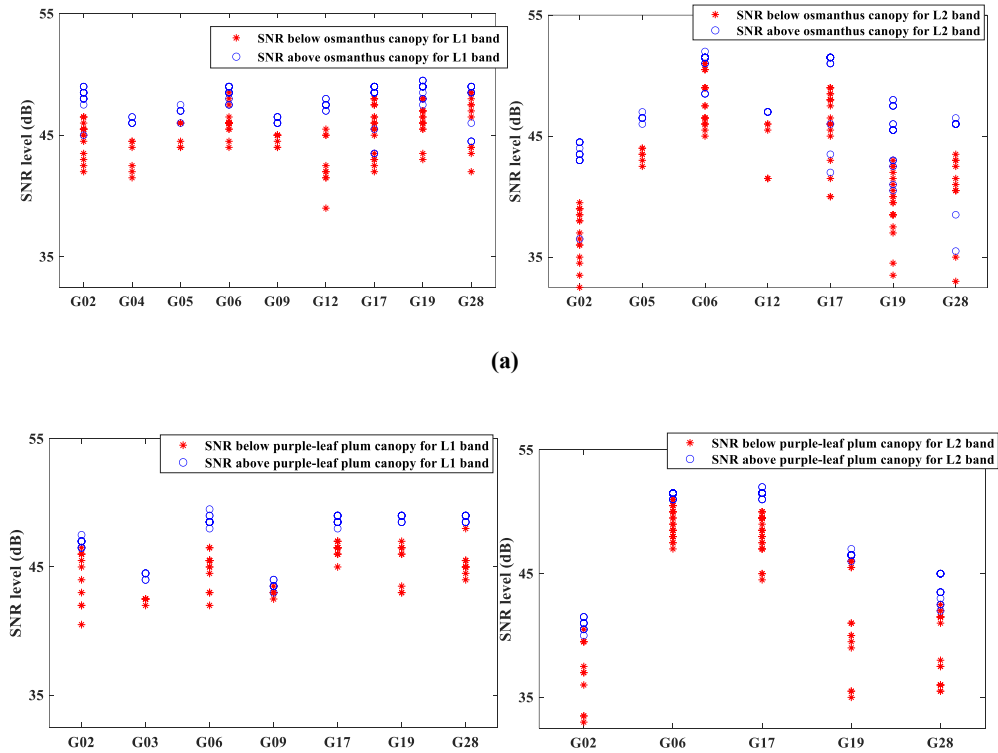 SNR below osmanthus canopy for L1 band
SNR above osmanthus canopy for L1 band
55
45
35
SNR level (dB)
G02 G04 G05 G06 G09 G12 G17 G19 G28
SNR below osmanthus canopy for L2 band
SNR above osmanthus canopy for L2 band
55
45
35
SNR level (dB)
G02 G05 G06 G12 G17 G19 G28
(a)
SNR below purple-leaf plum canopy for L1 band
SNR above purple-leaf plum canopy for L1 band
55
45
35
SNR level (dB)
G02 G03 G06 G09 G17 G19 G28
SNR below purple-leaf plum canopy for L2 band
SNR above purple-leaf plum canopy for L2 band
55
45
35
SNR level (dB)
G02 G06 G17 G19 G28